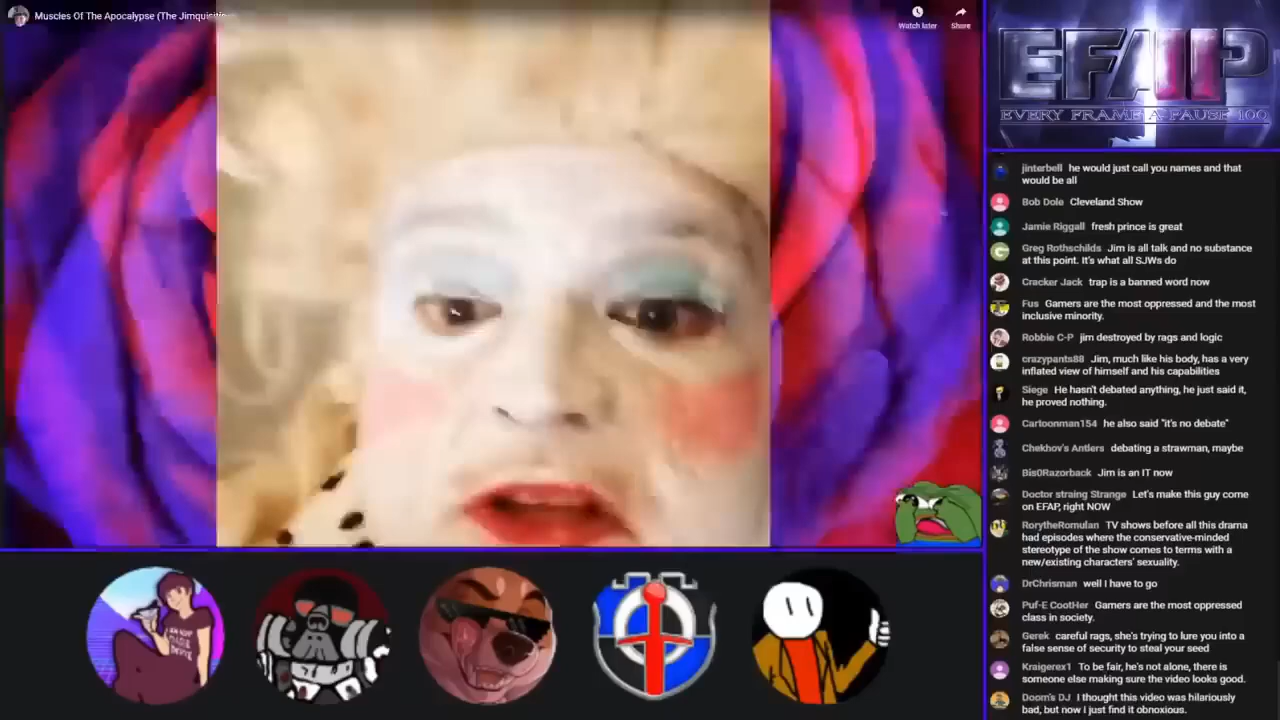 Muscles Of The Apocalypse (The Jimquisitio
Watch later
Share
EFAP
EVERY FRAME A PAUSE 100
jinterbell he would just call you names and that
would be all
Bob Dole Cleveland Show
Jamie Riggall fresh prince is great
Greg Rothschilds Jim is all talk and no substance
at this point. It's what all SJWs do
Cracker Jack trap is a banned word now
Fus Gamers are the most oppressed and the most
inclusive minority.
Robbie C-P jim destroyed by rags and logic
crazypants88 Jim, much like his body, has a very
inflated view of himself and his capabilities
Siege He hasn't debated anything, he just said it,
he proved nothing.
Cartoonman154 he also said "it's no debate"
Chekhov's Antlers debating a strawman, maybe
Bis0Razorback Jim is an IT now
Doctor straing Strange Let's make this guy come
on EFAP, right NOW
RorytheRomulan TV shows before all this drama
had episodes where the conservative-minded
stereotype of the show comes to terms with a
new/existing characters' sexuality.
DrChrisman well I have to go
Puf-E CootHer Gamers are the most oppressed
class in society.
Gerek careful rags, she's trying to lure you into a
false sense of security to steal your seed
Kraigerex1 To be fair, he's not alone, there is
someone else making sure the video looks good.
Doom's DJ I thought this video was hilariously
bad, but now i just find it obnoxious.